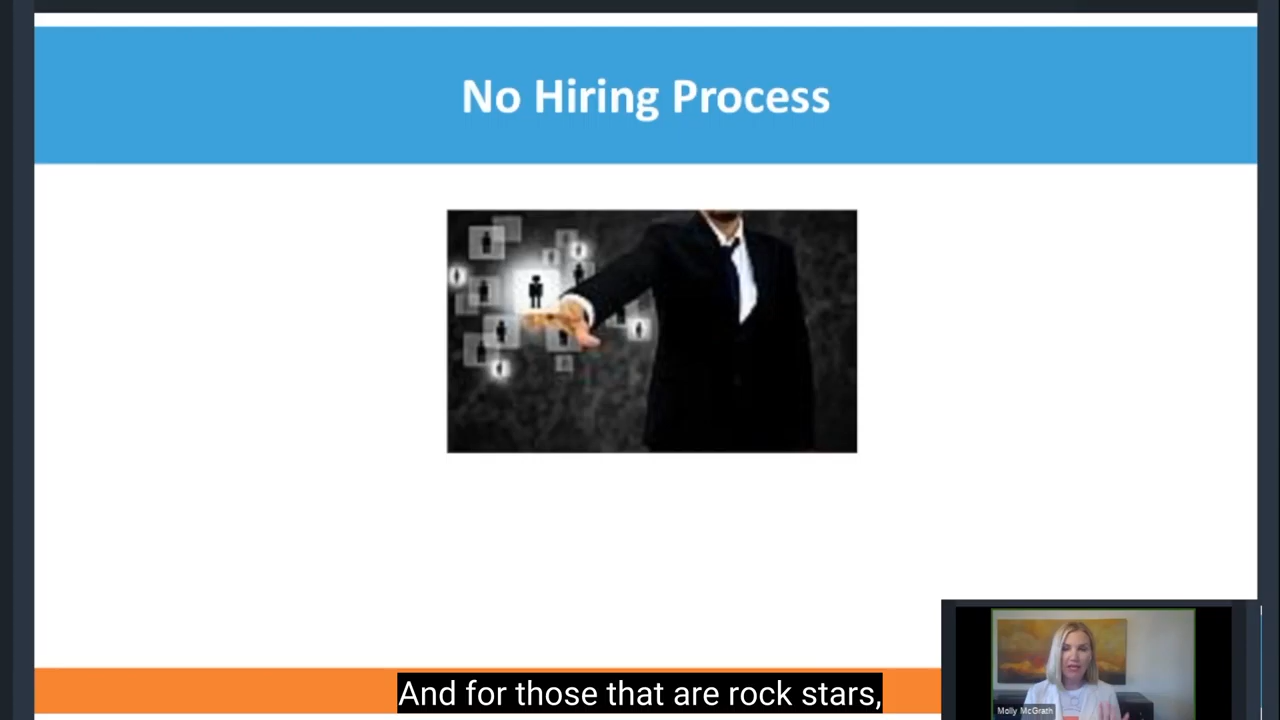 No Hiring Process
And for those that are rock stars,
Molly McGrath